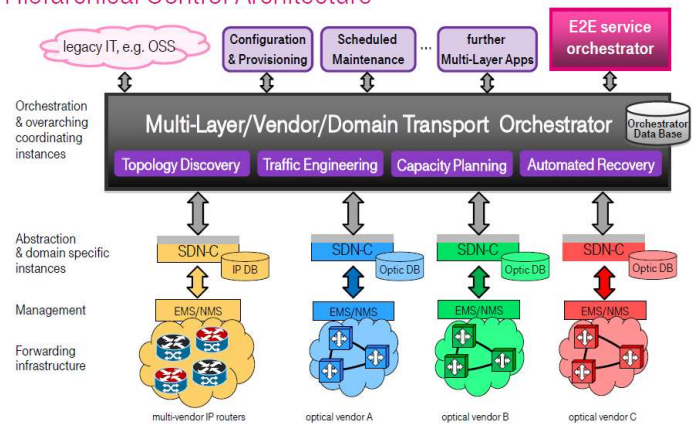 Hierarchical Control Architecture
legacy IT, e.g. OSS
Configuration
& Provisioning
Scheduled
Maintenance
...
further
Multi-Layer Apps
E2E service
orchestrator
Orchestration
& overarching
coordinating
instances
Multi-Layer/Vendor/Domain Transport Orchestrator
Orchestrator
Data Base
Topology Discovery
Traffic Engineering
Capacity Planning
Automated Recovery
Abstraction
& domain specific
instances
SDN-C
IP DB
SDN-C
Optic DB
SDN-C
Optic DB
SDN-C
Optic DB
Management
EMS/NMS
EMS/NMS
EMS/NMS
EMS/NMS
Forwarding
infrastructure
multi-vendor IP routers
optical vendor A
optical vendor B
optical vendor C